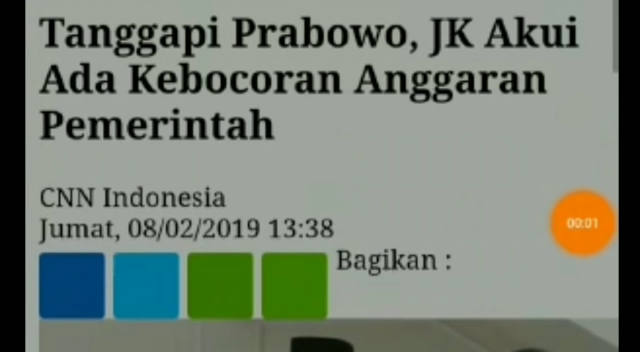 Tanggapi Prabowo, JK Akui
Ada Kebocoran Anggaran
Pemerintah
CNN Indonesia
Jumat, 08/02/2019 13:38
Bagikan :
00:01